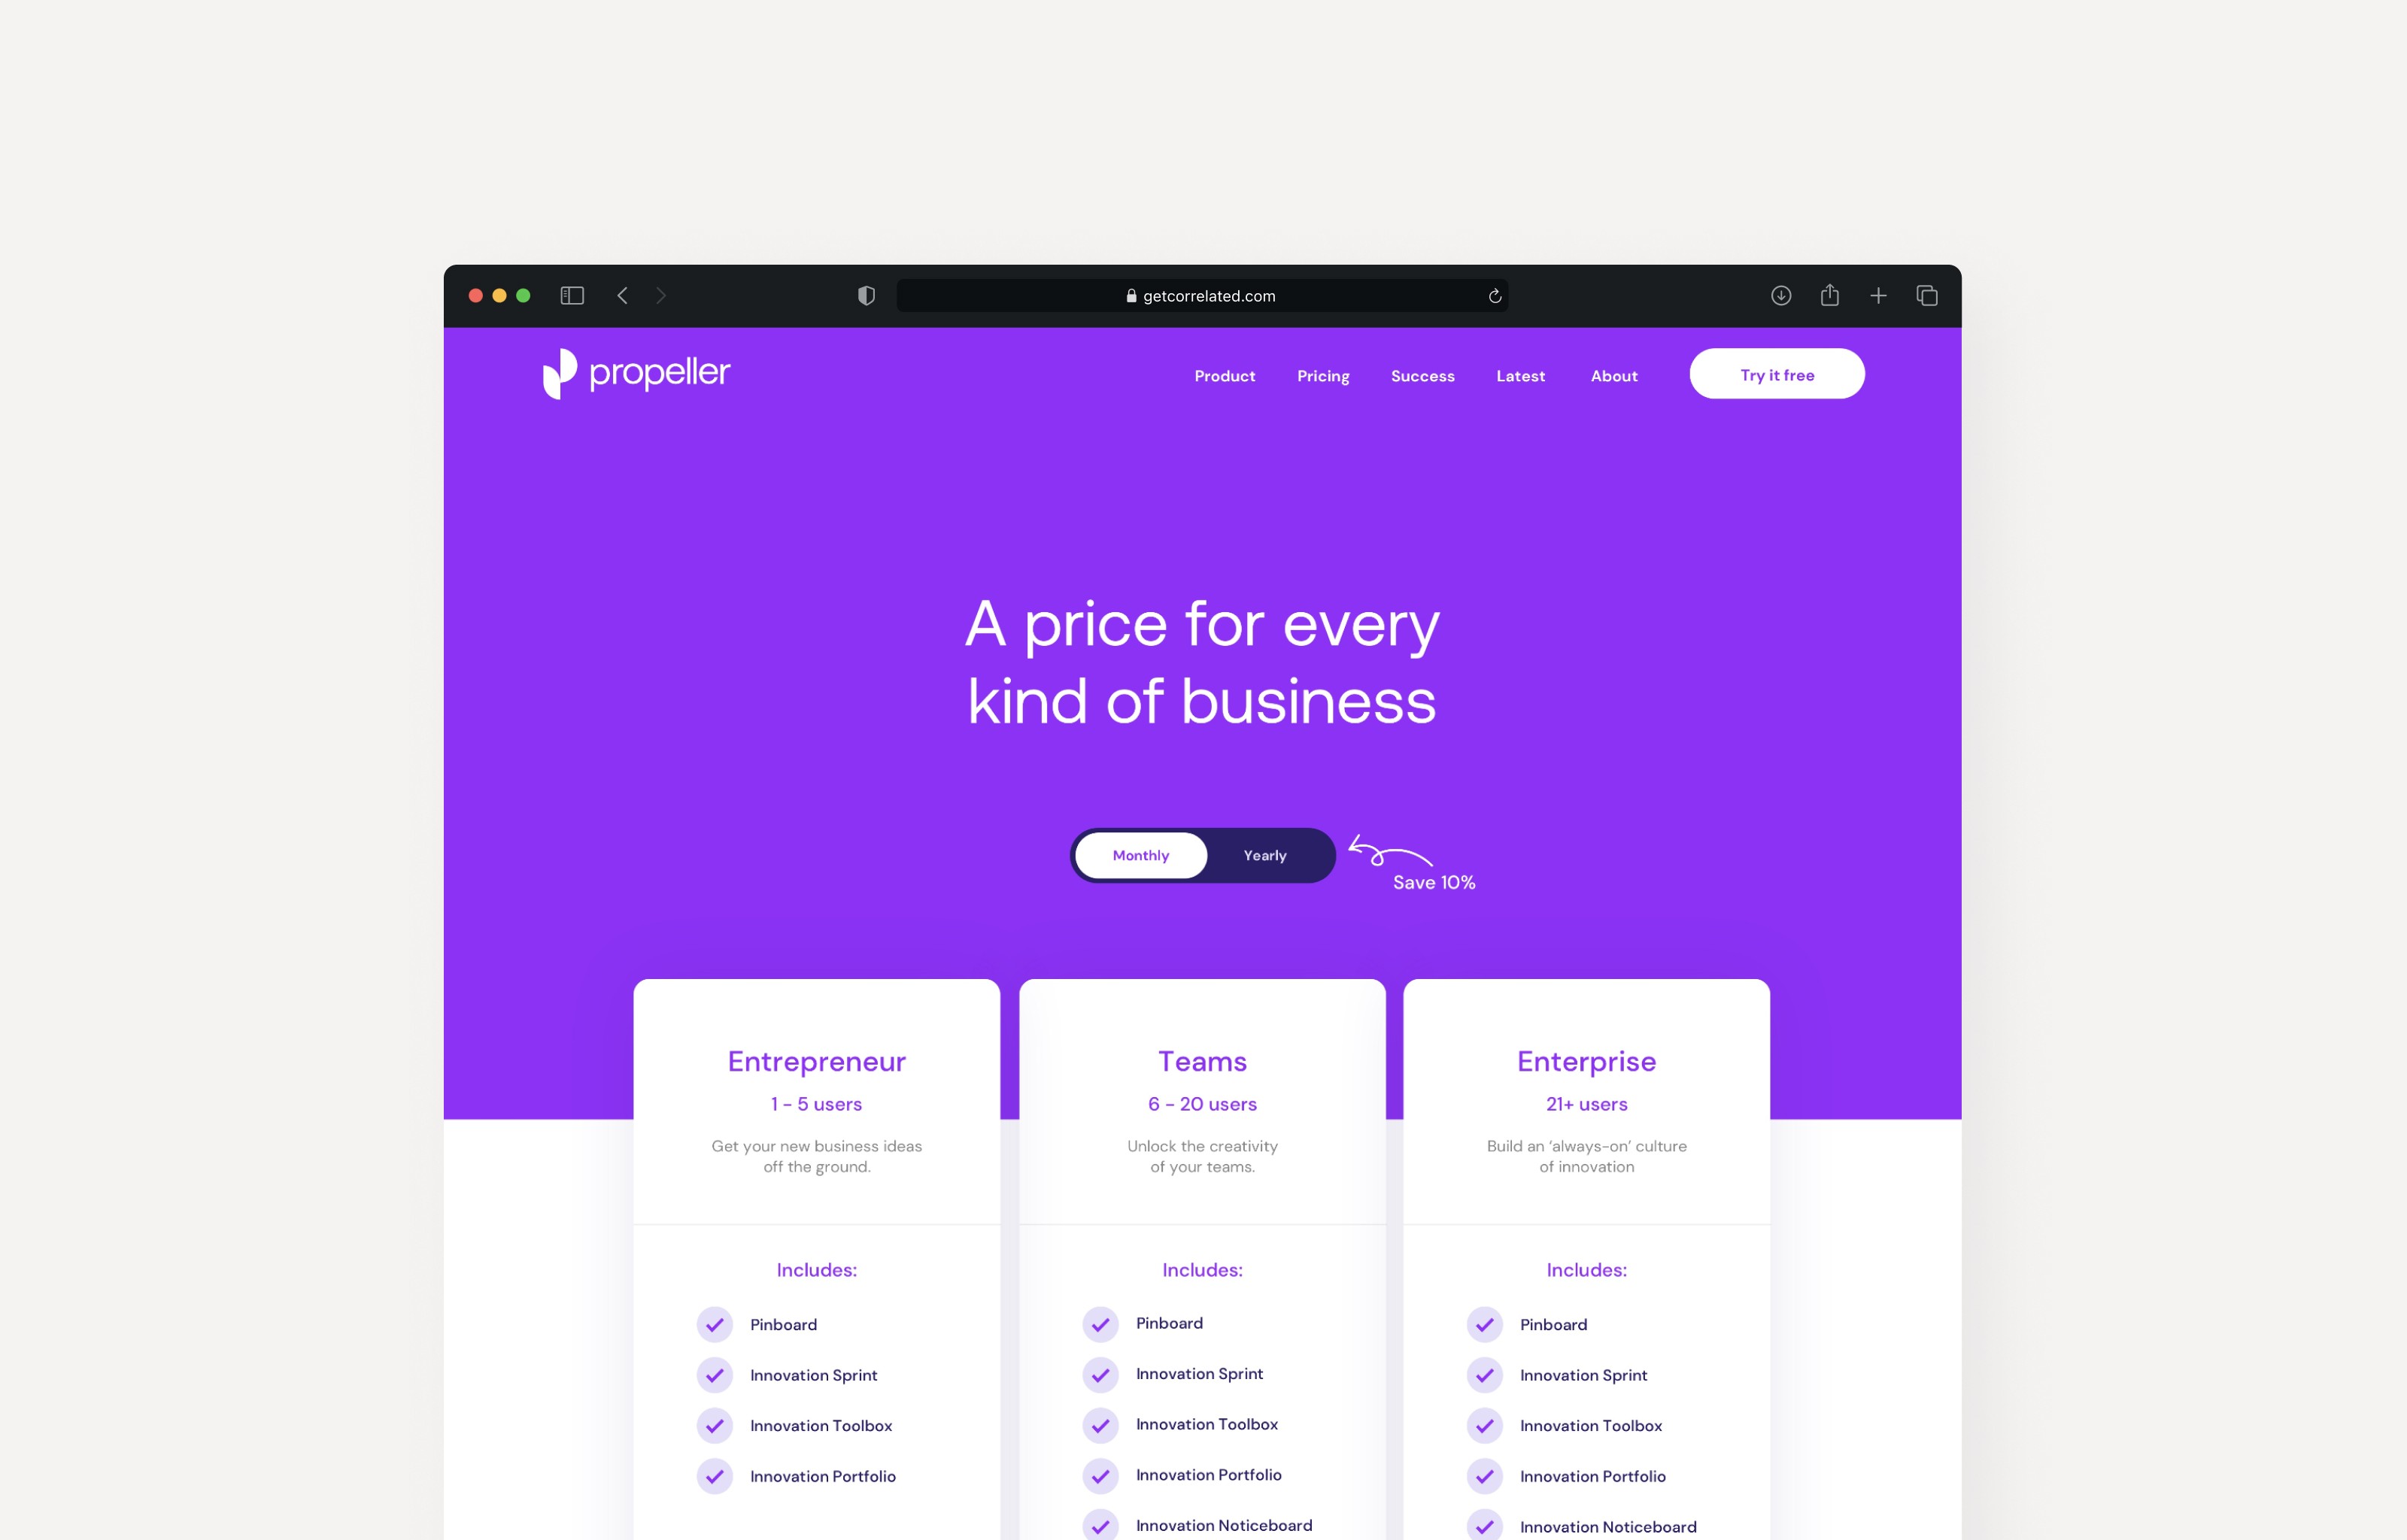 getcorrelated.com
propeller
Product
Pricing
Success
Latest
About
Try it free
A price for every
kind of business
Monthly
Yearly
Save 10%
Entrepreneur
1 – 5 users
Get your new business ideas
off the ground.
Includes:
Pinboard
Innovation Sprint
Innovation Toolbox
Innovation Portfolio
Teams
6 – 20 users
Unlock the creativity
of your teams.
Includes:
Pinboard
Innovation Sprint
Innovation Toolbox
Innovation Portfolio
Innovation Noticeboard
Enterprise
21+ users
Build an ‘always-on’ culture
of innovation
Includes:
Pinboard
Innovation Sprint
Innovation Toolbox
Innovation Portfolio
Innovation Noticeboard